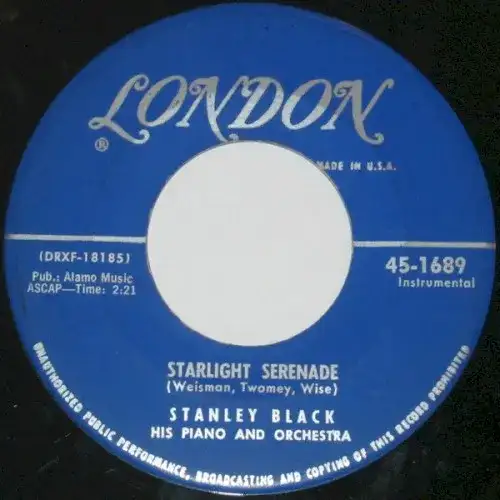 LONDON
®
MADE IN U.S.A.
(DRXF-18185)
Pub.: Alamo Music
ASCAP—Time: 2:21
45-1689
Instrumental
STARLIGHT SERENADE
(Weisman, Twomey, Wise)
STANLEY BLACK
HIS PIANO AND ORCHESTRA
UNAUTHORIZED PUBLIC PERFORMANCE, BROADCASTING AND COPYING OF THIS RECORD PROHIBITED